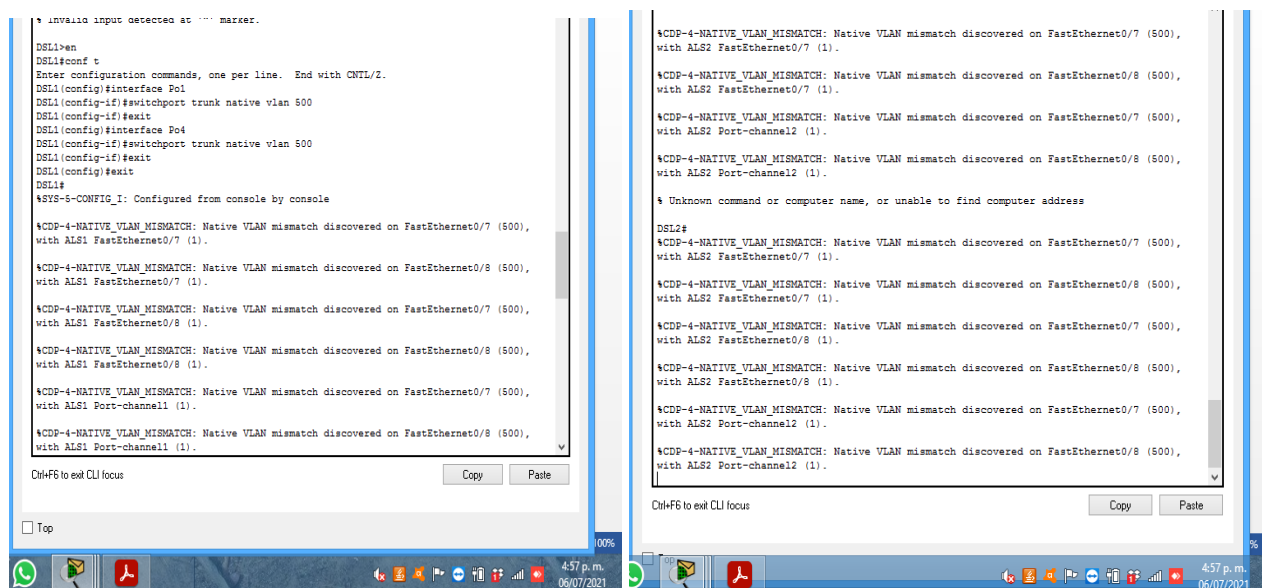 % Invalid input detected at '^' marker.
DSL1>en
DSL1#conf t
Enter configuration commands, one per line.  End with CNTL/Z.
DSL1(config)#interface Po1
DSL1(config-if)#switchport trunk native vlan 500
DSL1(config-if)#exit
DSL1(config)#interface Po4
DSL1(config-if)#switchport trunk native vlan 500
DSL1(config-if)#exit
DSL1(config)#exit
DSL1#
%SYS-5-CONFIG_I: Configured from console by console
%CDP-4-NATIVE_VLAN_MISMATCH: Native VLAN mismatch discovered on FastEthernet0/7 (500),
with ALS1 FastEthernet0/7 (1).
%CDP-4-NATIVE_VLAN_MISMATCH: Native VLAN mismatch discovered on FastEthernet0/8 (500),
with ALS1 FastEthernet0/7 (1).
%CDP-4-NATIVE_VLAN_MISMATCH: Native VLAN mismatch discovered on FastEthernet0/7 (500),
with ALS1 FastEthernet0/8 (1).
%CDP-4-NATIVE_VLAN_MISMATCH: Native VLAN mismatch discovered on FastEthernet0/8 (500),
with ALS1 FastEthernet0/8 (1).
%CDP-4-NATIVE_VLAN_MISMATCH: Native VLAN mismatch discovered on FastEthernet0/7 (500),
with ALS1 Port-channel1 (1).
%CDP-4-NATIVE_VLAN_MISMATCH: Native VLAN mismatch discovered on FastEthernet0/8 (500),
with ALS1 Port-channel1 (1).
Ctrl+F6 to exit CLI focus
Copy
Paste
Top
100%
4:57 p. m.
06/07/2021
%CDP-4-NATIVE_VLAN_MISMATCH: Native VLAN mismatch discovered on FastEthernet0/7 (500),
with ALS2 FastEthernet0/7 (1).
%CDP-4-NATIVE_VLAN_MISMATCH: Native VLAN mismatch discovered on FastEthernet0/8 (500),
with ALS2 FastEthernet0/7 (1).
%CDP-4-NATIVE_VLAN_MISMATCH: Native VLAN mismatch discovered on FastEthernet0/7 (500),
with ALS2 Port-channel2 (1).
%CDP-4-NATIVE_VLAN_MISMATCH: Native VLAN mismatch discovered on FastEthernet0/8 (500),
with ALS2 Port-channel2 (1).
% Unknown command or computer name, or unable to find computer address
DSL2#
%CDP-4-NATIVE_VLAN_MISMATCH: Native VLAN mismatch discovered on FastEthernet0/7 (500),
with ALS2 FastEthernet0/7 (1).
%CDP-4-NATIVE_VLAN_MISMATCH: Native VLAN mismatch discovered on FastEthernet0/8 (500),
with ALS2 FastEthernet0/7 (1).
%CDP-4-NATIVE_VLAN_MISMATCH: Native VLAN mismatch discovered on FastEthernet0/7 (500),
with ALS2 FastEthernet0/8 (1).
%CDP-4-NATIVE_VLAN_MISMATCH: Native VLAN mismatch discovered on FastEthernet0/8 (500),
with ALS2 FastEthernet0/8 (1).
%CDP-4-NATIVE_VLAN_MISMATCH: Native VLAN mismatch discovered on FastEthernet0/7 (500),
with ALS2 Port-channel2 (1).
%CDP-4-NATIVE_VLAN_MISMATCH: Native VLAN mismatch discovered on FastEthernet0/8 (500),
with ALS2 Port-channel2 (1).
Ctrl+F6 to exit CLI focus
Copy
Paste
%
4:57 p. m.
06/07/2021